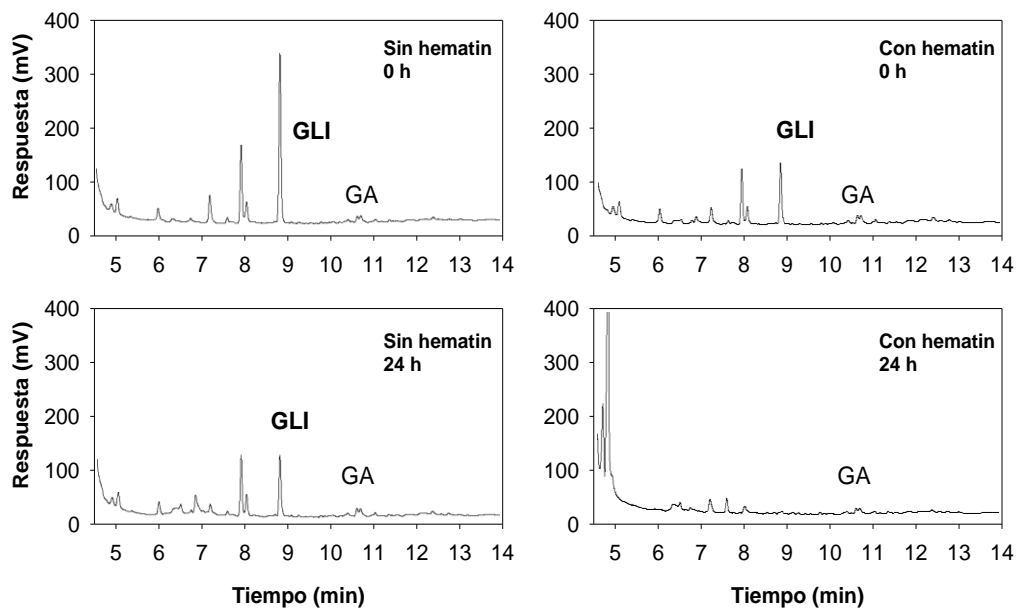 400
300
200
100
0
Respuesta (mV)
Sin hematin
0 h
GLI
GA
5 6 7 8 9 10 11 12 13 14
400
300
200
100
0
Con hematin
0 h
GLI
GA
5 6 7 8 9 10 11 12 13 14
400
300
200
100
0
Respuesta (mV)
Sin hematin
24 h
GLI
GA
5 6 7 8 9 10 11 12 13 14
Tiempo (min)
400
300
200
100
0
Con hematin
24 h
GA
5 6 7 8 9 10 11 12 13 14
Tiempo (min)